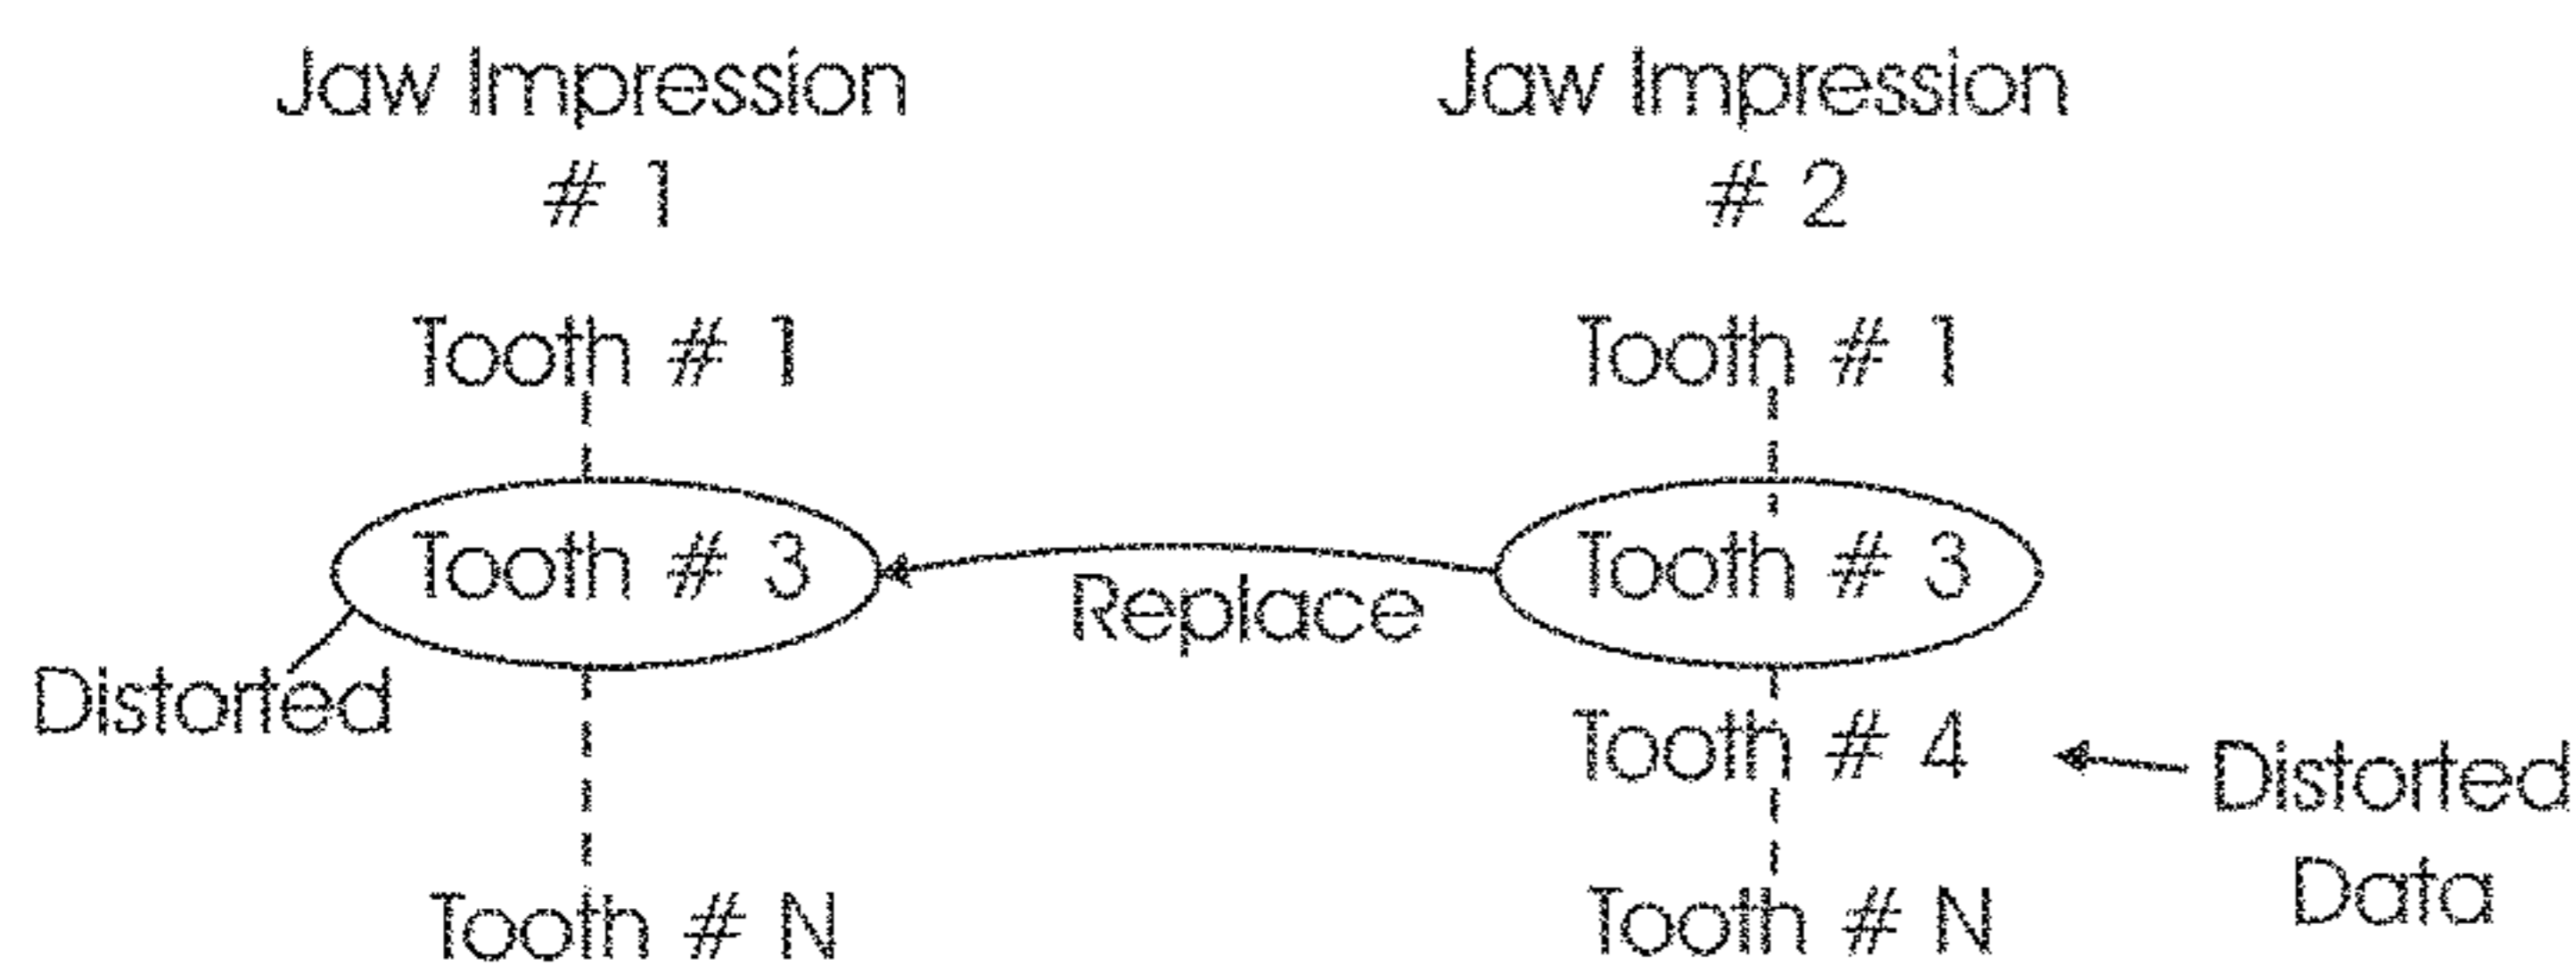 Jaw Impression
# 1
Tooth # 1
Tooth # 3
Distorted
Tooth # N
Replace
Jaw Impression
# 2
Tooth # 1
Tooth # 3
Tooth # 4
Tooth # N
Distorted
Data